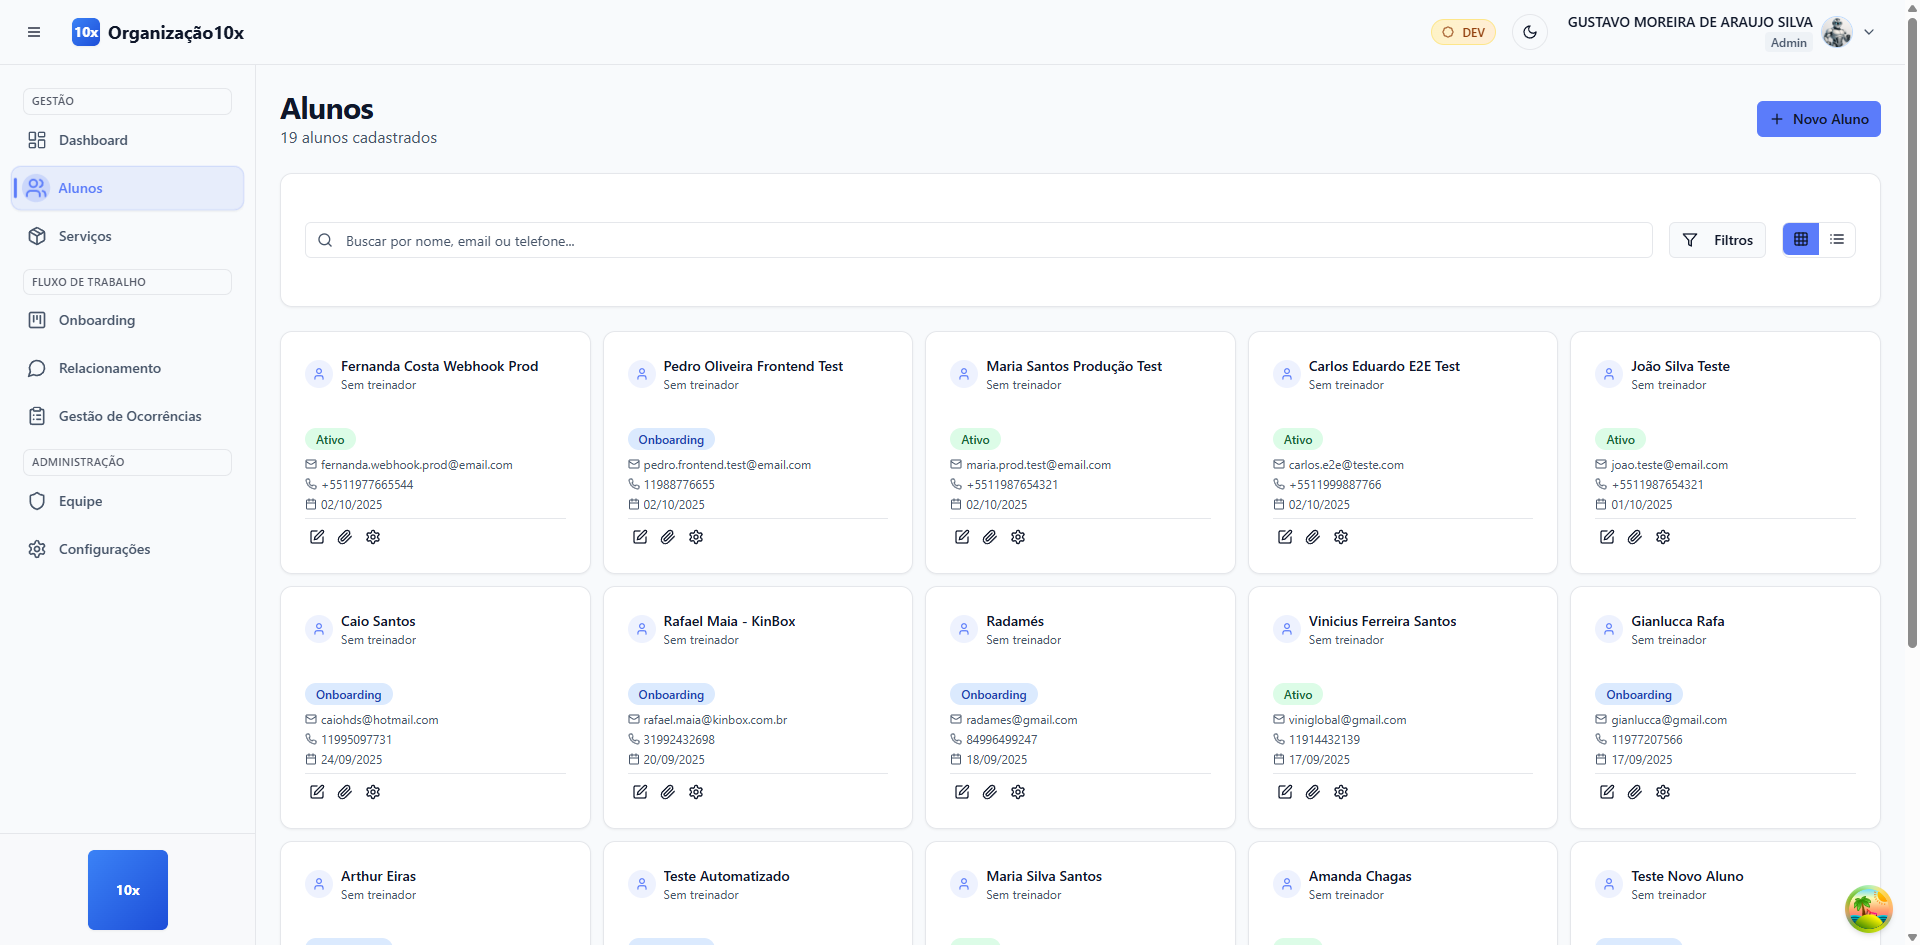 10x Organização10x
DEV
GUSTAVO MOREIRA DE ARAUJO SILVA
Admin
GESTÃO
Dashboard
Alunos
Serviços
FLUXO DE TRABALHO
Onboarding
Relacionamento
Gestão de Ocorrências
ADMINISTRAÇÃO
Equipe
Configurações
10x
Alunos
19 alunos cadastrados
+ Novo Aluno
Buscar por nome, email ou telefone...
Filtros
Fernanda Costa Webhook Prod
Sem treinador
Ativo
fernanda.webhook.prod@email.com
+5511977665544
02/10/2025
Pedro Oliveira Frontend Test
Sem treinador
Onboarding
pedro.frontend.test@email.com
11988776655
02/10/2025
Maria Santos Produção Test
Sem treinador
Ativo
maria.prod.test@email.com
+5511987654321
02/10/2025
Carlos Eduardo E2E Test
Sem treinador
Ativo
carlos.e2e@teste.com
+5511999887766
02/10/2025
João Silva Teste
Sem treinador
Ativo
joao.teste@email.com
+5511987654321
01/10/2025
Caio Santos
Sem treinador
Onboarding
caiohds@hotmail.com
11995097731
24/09/2025
Rafael Maia - KinBox
Sem treinador
Onboarding
rafael.maia@kinbox.com.br
31992432698
20/09/2025
Radamés
Sem treinador
Onboarding
radames@gmail.com
84996499247
18/09/2025
Vinicius Ferreira Santos
Sem treinador
Ativo
viniglobal@gmail.com
11914432139
17/09/2025
Gianlucca Rafa
Sem treinador
Onboarding
gianlucca@gmail.com
11977207566
17/09/2025
Arthur Eiras
Sem treinador
Teste Automatizado
Sem treinador
Maria Silva Santos
Sem treinador
Amanda Chagas
Sem treinador
Teste Novo Aluno
Sem treinador